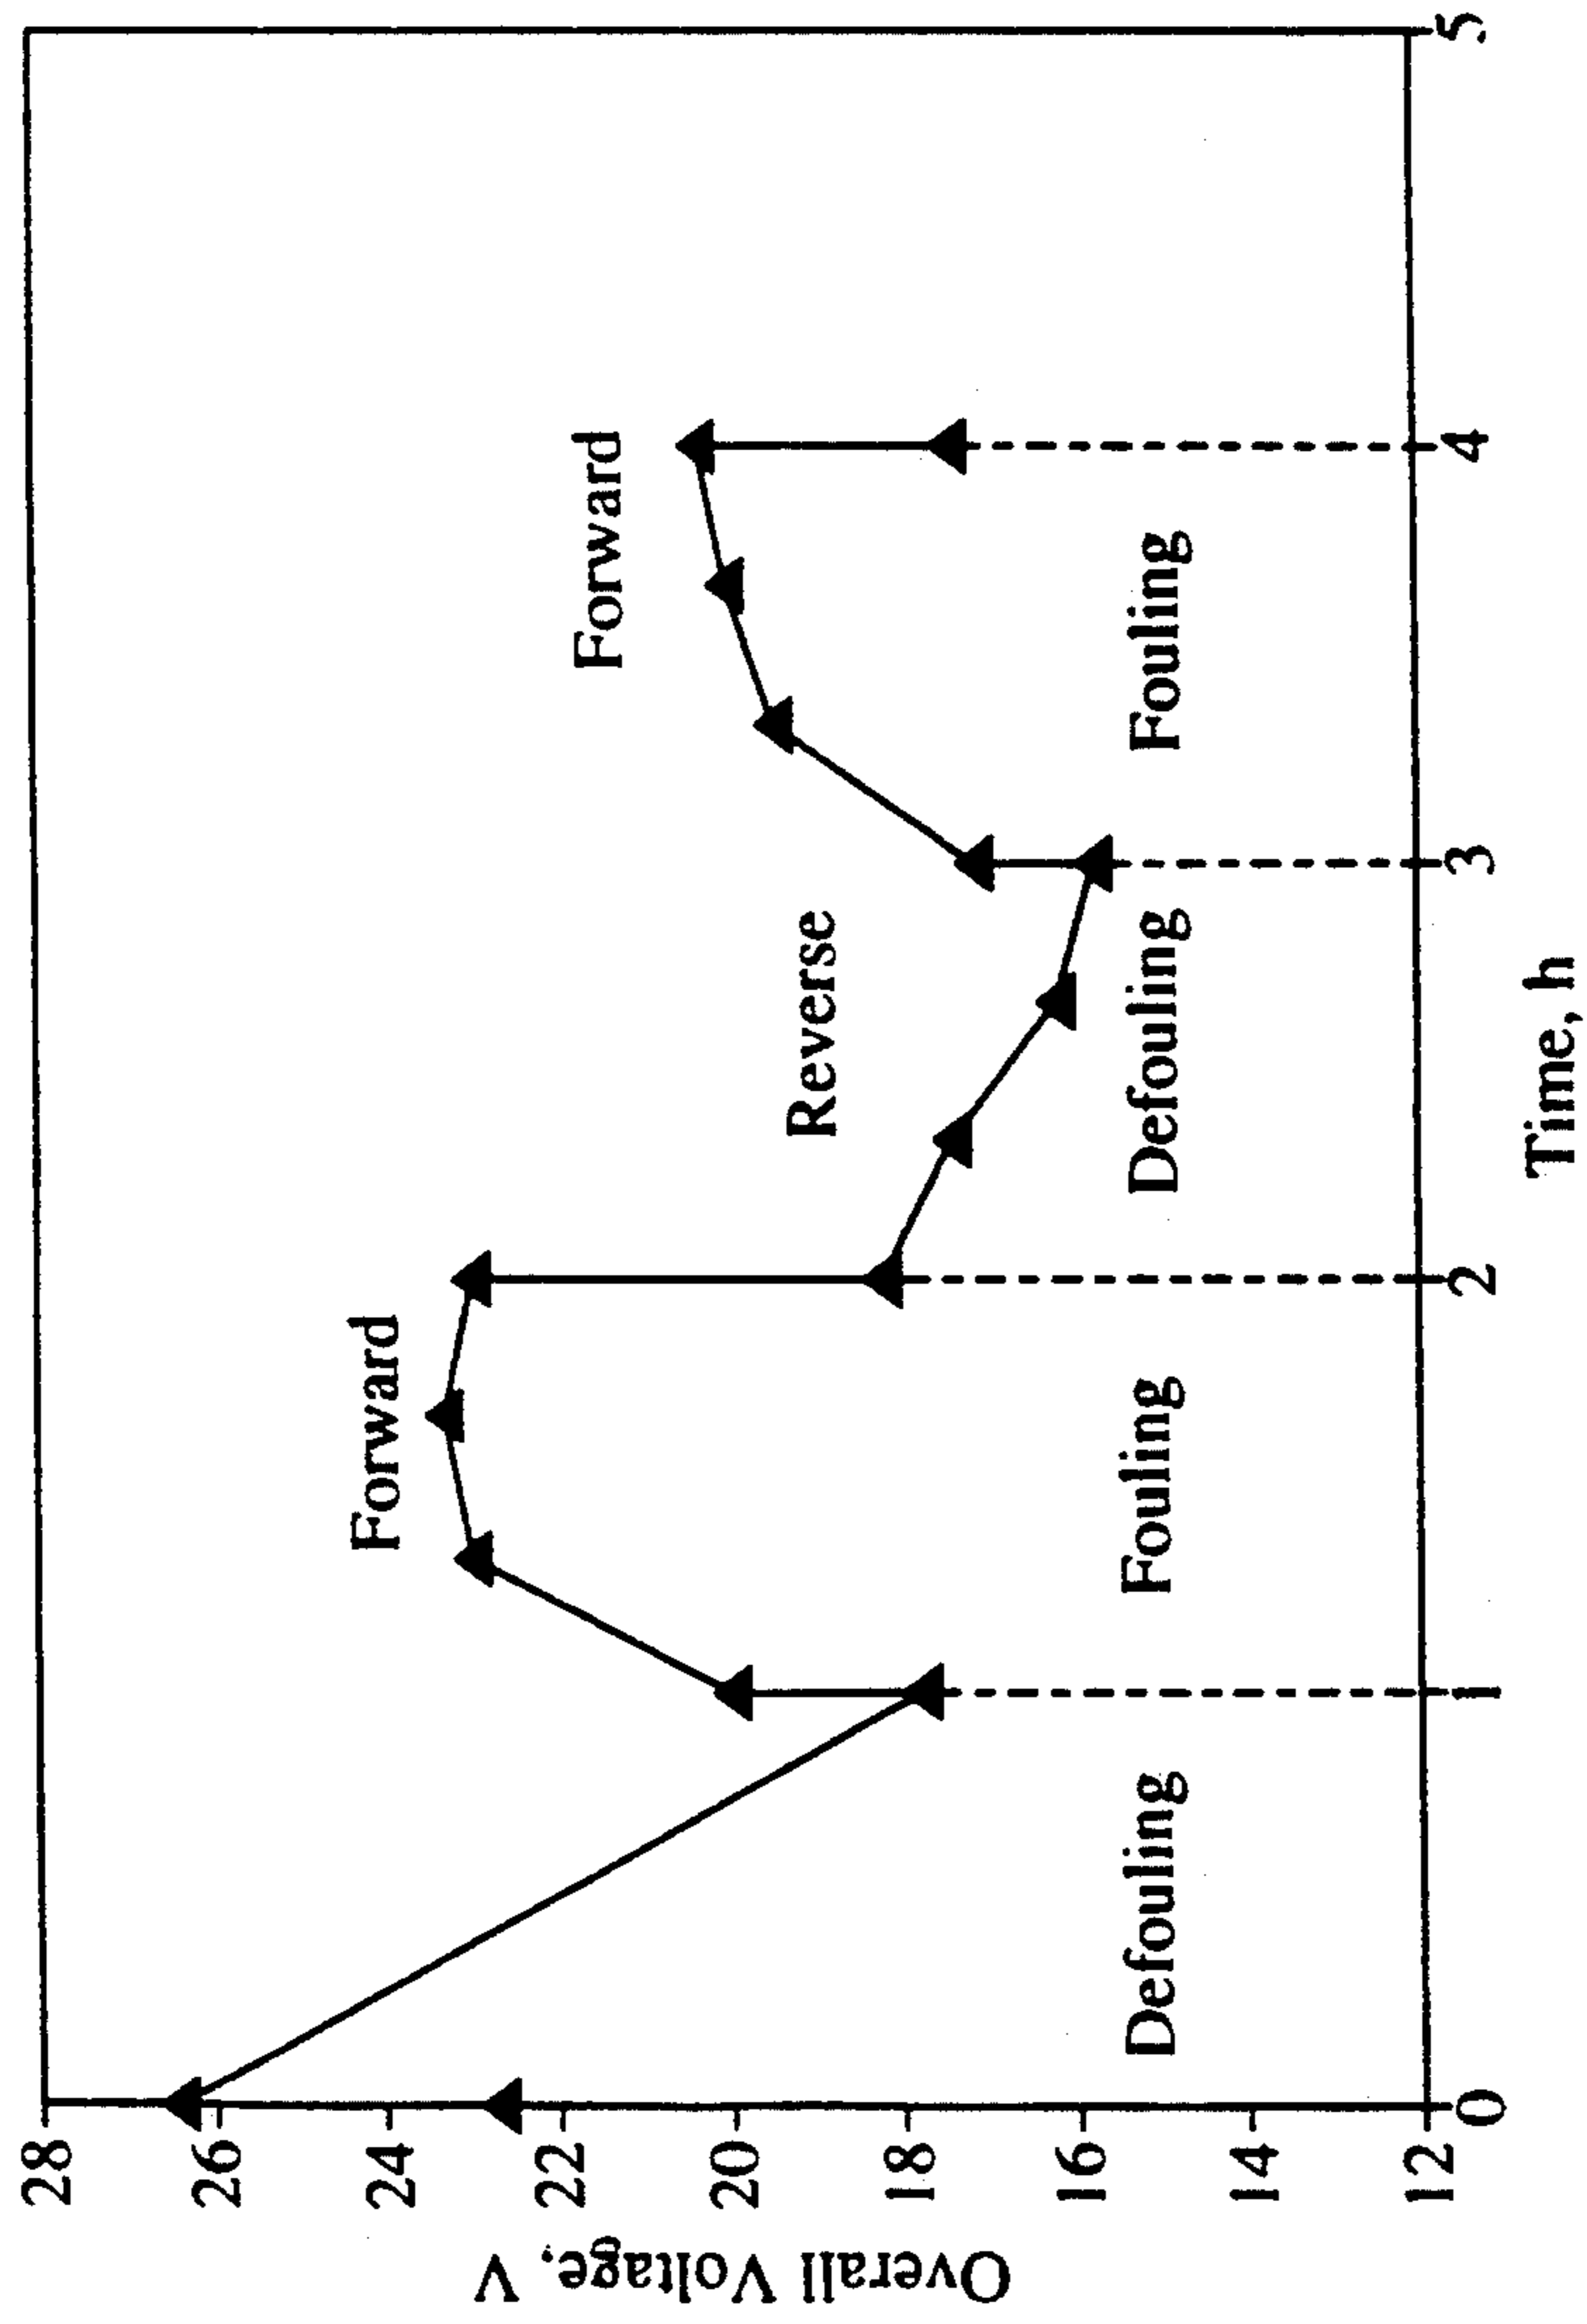 Overall Voltage, V
28
26
24
22
20
18
16
14
12
Forward
Forward
Reverse
Defouling
Fouling
Defouling
Fouling
0
1
2
3
4
5
Time, h